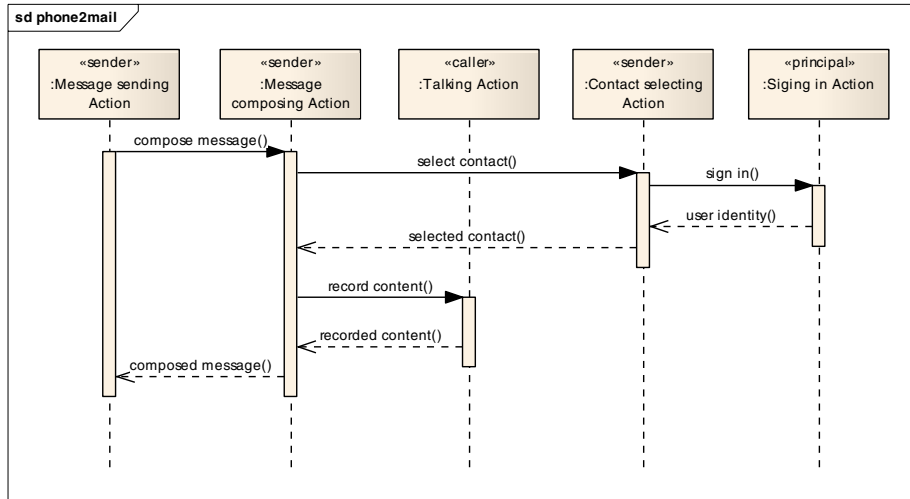 sd phone2mail
«sender»
:Message sending
Action
«sender»
:Message
composing Action
«caller»
:Talking Action
«sender»
:Contact selecting
Action
«principal»
:Siging in Action
compose message()
select contact()
sign in()
user identity()
selected contact()
record content()
recorded content()
composed message()